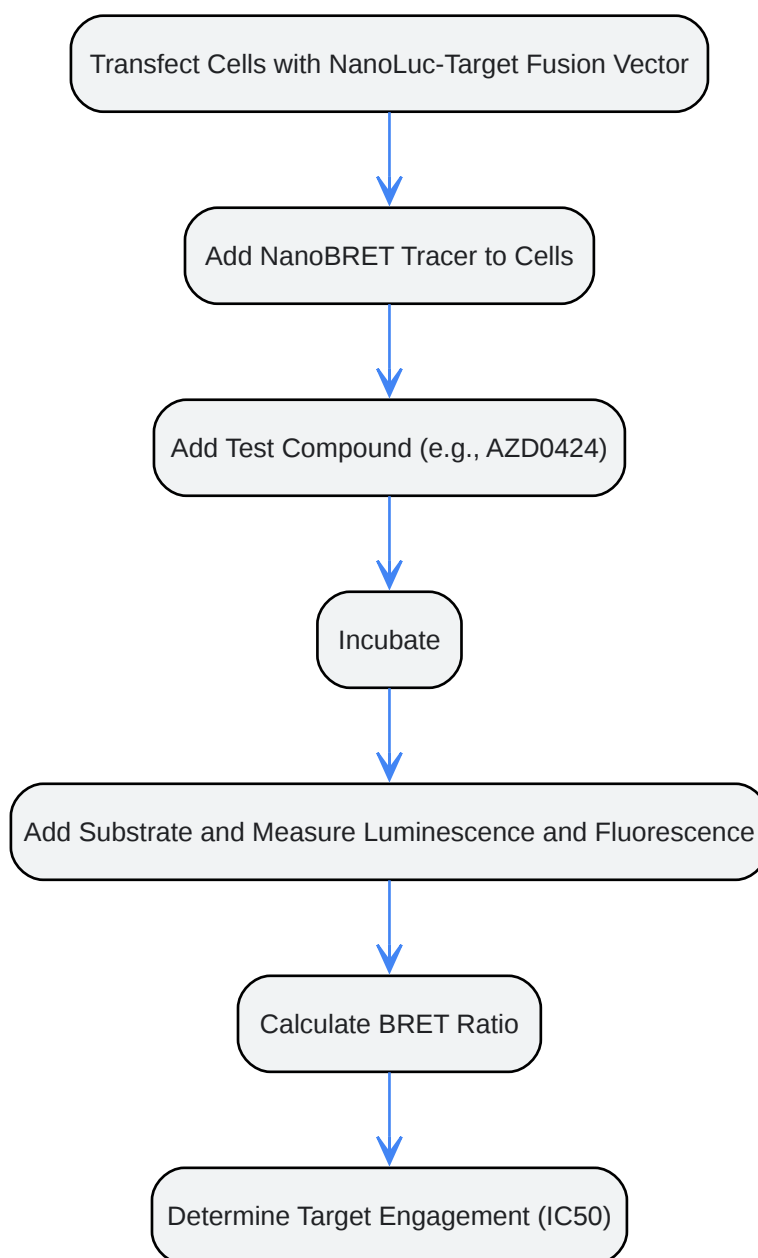 Transfect Cells with NanoLuc-Target Fusion Vector
Add NanoBRET Tracer to Cells
Add Test Compound (e.g., AZD0424)
Incubate
Add Substrate and Measure Luminescence and Fluorescence
Calculate BRET Ratio
Determine Target Engagement (IC50)